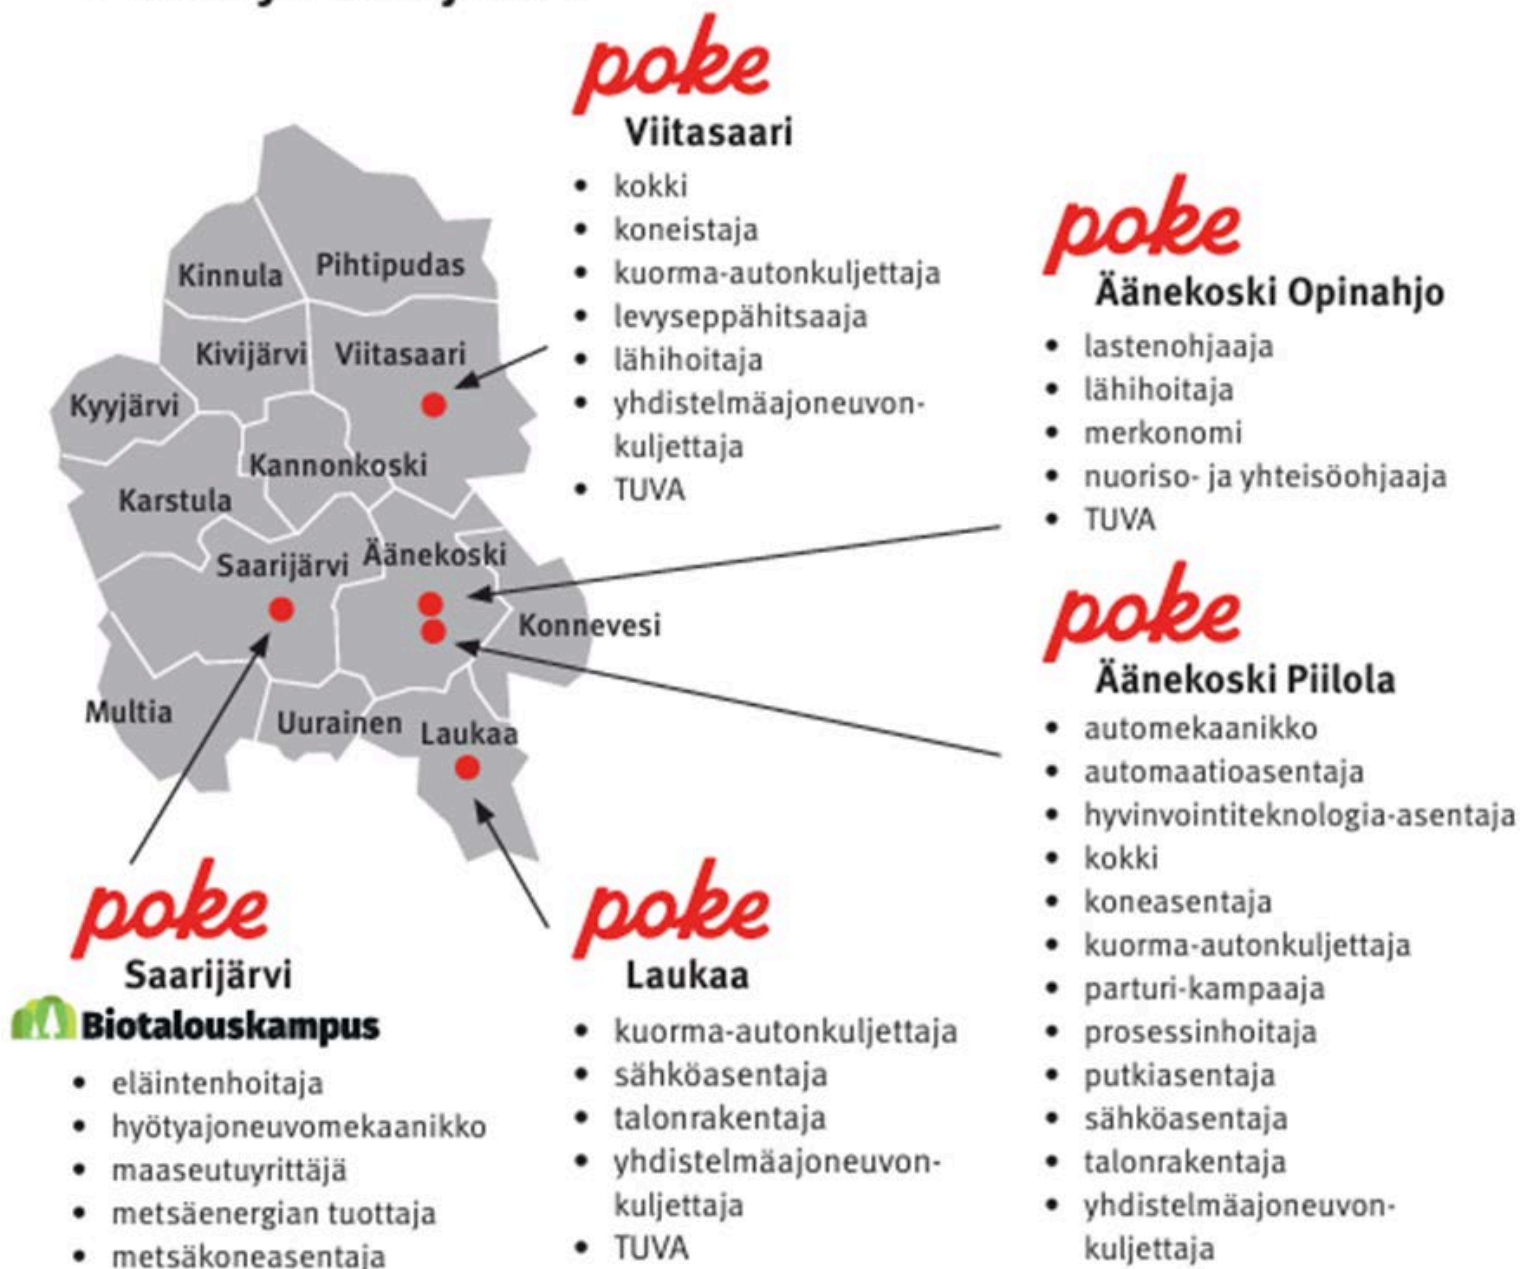 poke
Viitasaari
• kokki
• koneistaja
• kuorma-autonkuljettaja
• levyseppähitsaaja
• lähihoitaja
• yhdistelmäajoneuvon-
kuljettaja
• TUVA
poke
Äänekoski Opinahjo
• lastenohjaaja
• lähihoitaja
• merkonomi
• nuoriso- ja yhteisöohjaaja
• TUVA
Kinnula
Pihtipudas
Kivijärvi
Viitasaari
Kyyjärvi
Kannonkoski
Karstula
Saarijärvi
Äänekoski
Konnevesi
Multia
Uurainen
Laukaa
poke
Äänekoski Piilola
• automekaanikko
• automaatioasentaja
• hyvinvointiteknologia-asentaja
• kokki
• koneasentaja
• kuorma-autonkuljettaja
• parturi-kampaaja
• prosessinhoitaja
• putkiasentaja
• sähköasentaja
• talonrakentaja
• yhdistelmäajoneuvon-
kuljettaja
poke
Saarijärvi
Biotalouskampus
• eläintenhoitaja
• hyötyajoneuvomekaanikko
• maaseutuyrittäjä
• metsäenergian tuottaja
• metsäkoneasentaja
poke
Laukaa
• kuorma-autonkuljettaja
• sähköasentaja
• talonrakentaja
• yhdistelmäajoneuvon-
kuljettaja
• TUVA